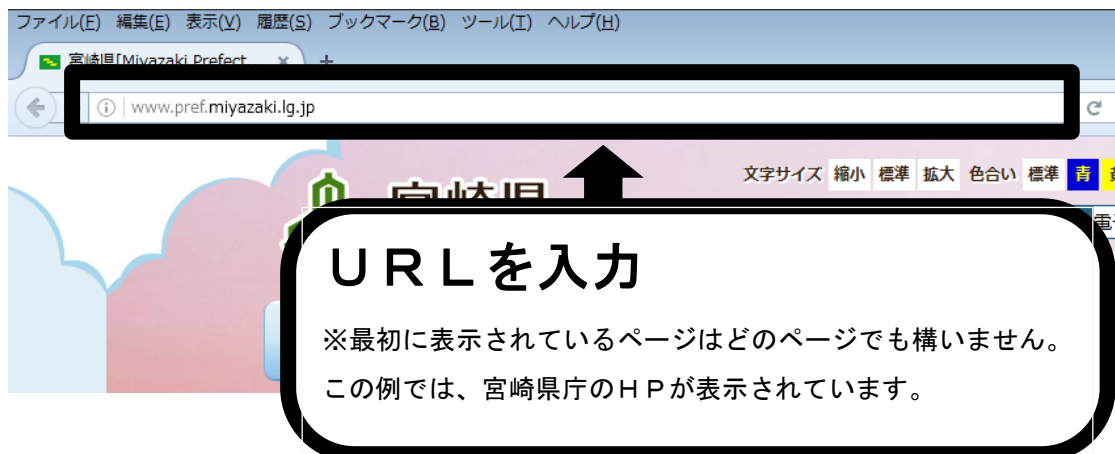 ファイル(F) 編集(E) 表示(V) 履歴(S) ブックマーク(B) ツール(T) ヘルプ(H)
宮崎県[Miyazaki Prefect... × +
www.pref.miyazaki.lg.jp
文字サイズ 縮小 標準 拡大 色合い 標準 青
宮崎県
URLを入力
※最初に表示されているページはどのページでも構いません。
この例では、宮崎県庁のHPが表示されています。